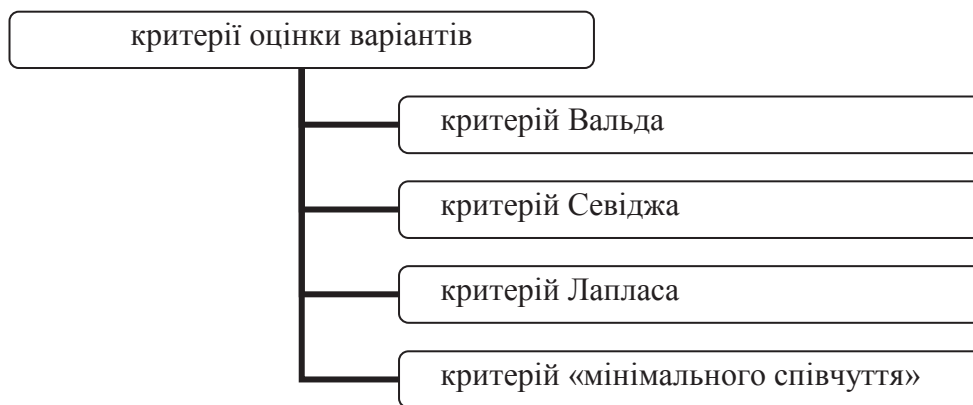 критерії оцінки варіантів
критерій Вальда
критерій Севіджа
критерій Лапласа
критерій «мінімального співчуття»